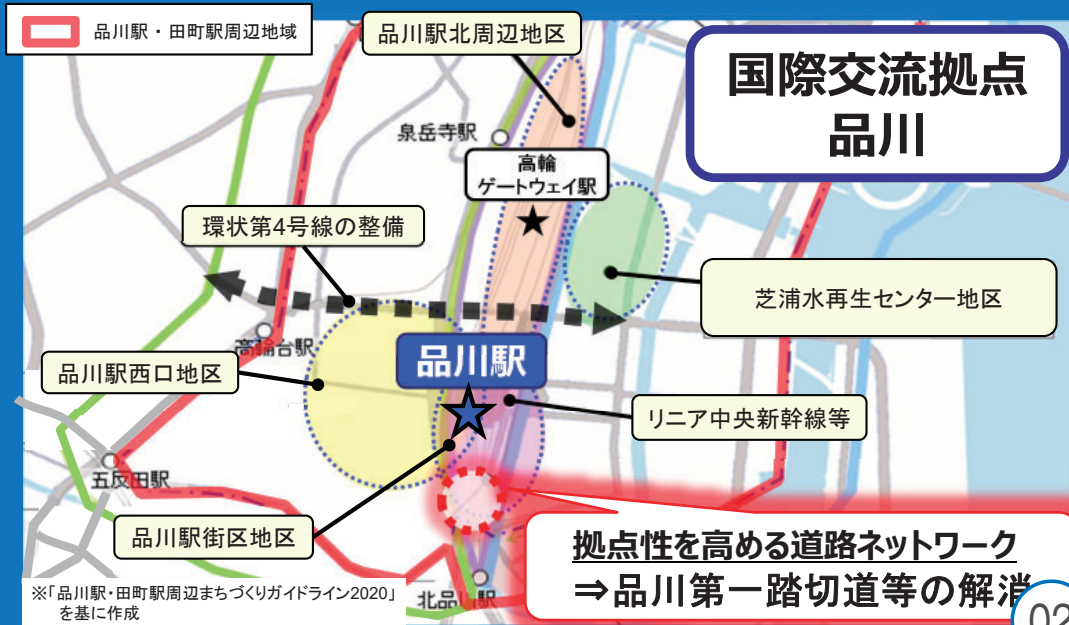 品川駅・田町駅周辺地域
品川駅北周辺地区
国際交流拠点
品川
泉岳寺駅
高輪
ゲートウェイ駅
環状第4号線の整備
芝浦水再生センター地区
高輪台駅
品川駅
品川駅西口地区
リニア中央新幹線等
五反田駅
品川駅街区地区
拠点性を高める道路ネットワーク
⇒品川第一踏切道等の解消
※「品川駅・田町駅周辺まちづくりガイドライン2020」
を基に作成
北品川駅
02